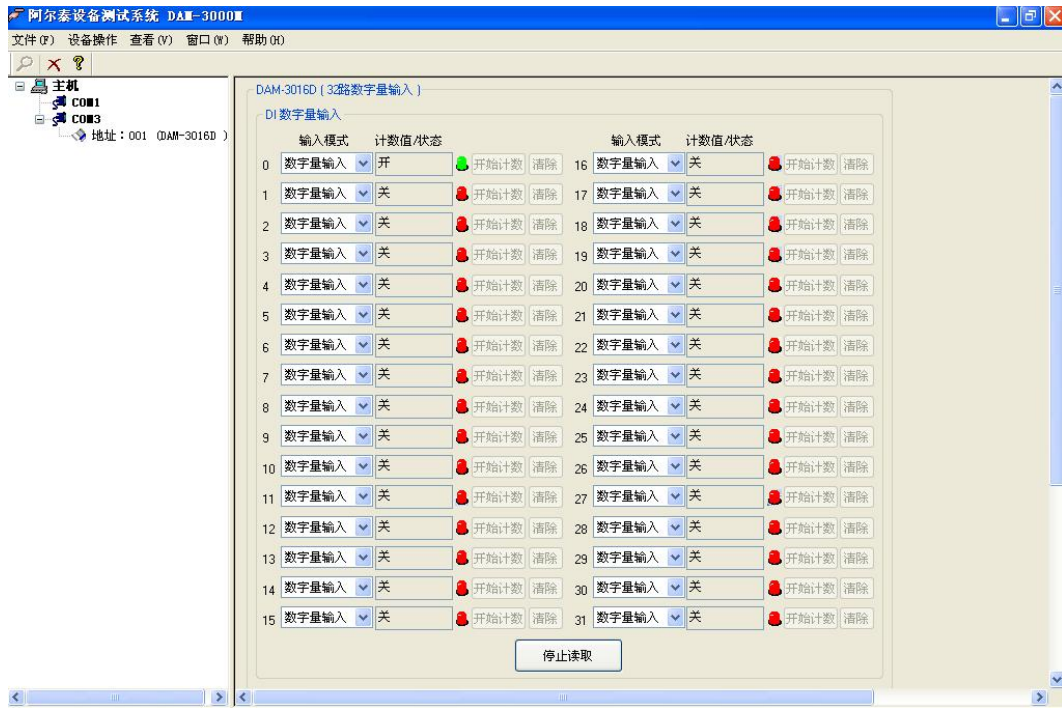 阿尔泰设备测试系统 DAM-3000M
文件(F) 设备操作 查看(V) 窗口(W) 帮助(H)
主机
COM1
COM3
地址：001 (DAM-3016D )
DAM-3016D ( 32路数字量输入 )
DI 数字量输入
输入模式 计数值/状态 输入模式 计数值/状态
0 数字量输入 开 开始计数 清除 16 数字量输入 关 开始计数 清除
1 数字量输入 关 开始计数 清除 17 数字量输入 关 开始计数 清除
2 数字量输入 关 开始计数 清除 18 数字量输入 关 开始计数 清除
3 数字量输入 关 开始计数 清除 19 数字量输入 关 开始计数 清除
4 数字量输入 关 开始计数 清除 20 数字量输入 关 开始计数 清除
5 数字量输入 关 开始计数 清除 21 数字量输入 关 开始计数 清除
6 数字量输入 关 开始计数 清除 22 数字量输入 关 开始计数 清除
7 数字量输入 关 开始计数 清除 23 数字量输入 关 开始计数 清除
8 数字量输入 关 开始计数 清除 24 数字量输入 关 开始计数 清除
9 数字量输入 关 开始计数 清除 25 数字量输入 关 开始计数 清除
10 数字量输入 关 开始计数 清除 26 数字量输入 关 开始计数 清除
11 数字量输入 关 开始计数 清除 27 数字量输入 关 开始计数 清除
12 数字量输入 关 开始计数 清除 28 数字量输入 关 开始计数 清除
13 数字量输入 关 开始计数 清除 29 数字量输入 关 开始计数 清除
14 数字量输入 关 开始计数 清除 30 数字量输入 关 开始计数 清除
15 数字量输入 关 开始计数 清除 31 数字量输入 关 开始计数 清除
停止读取